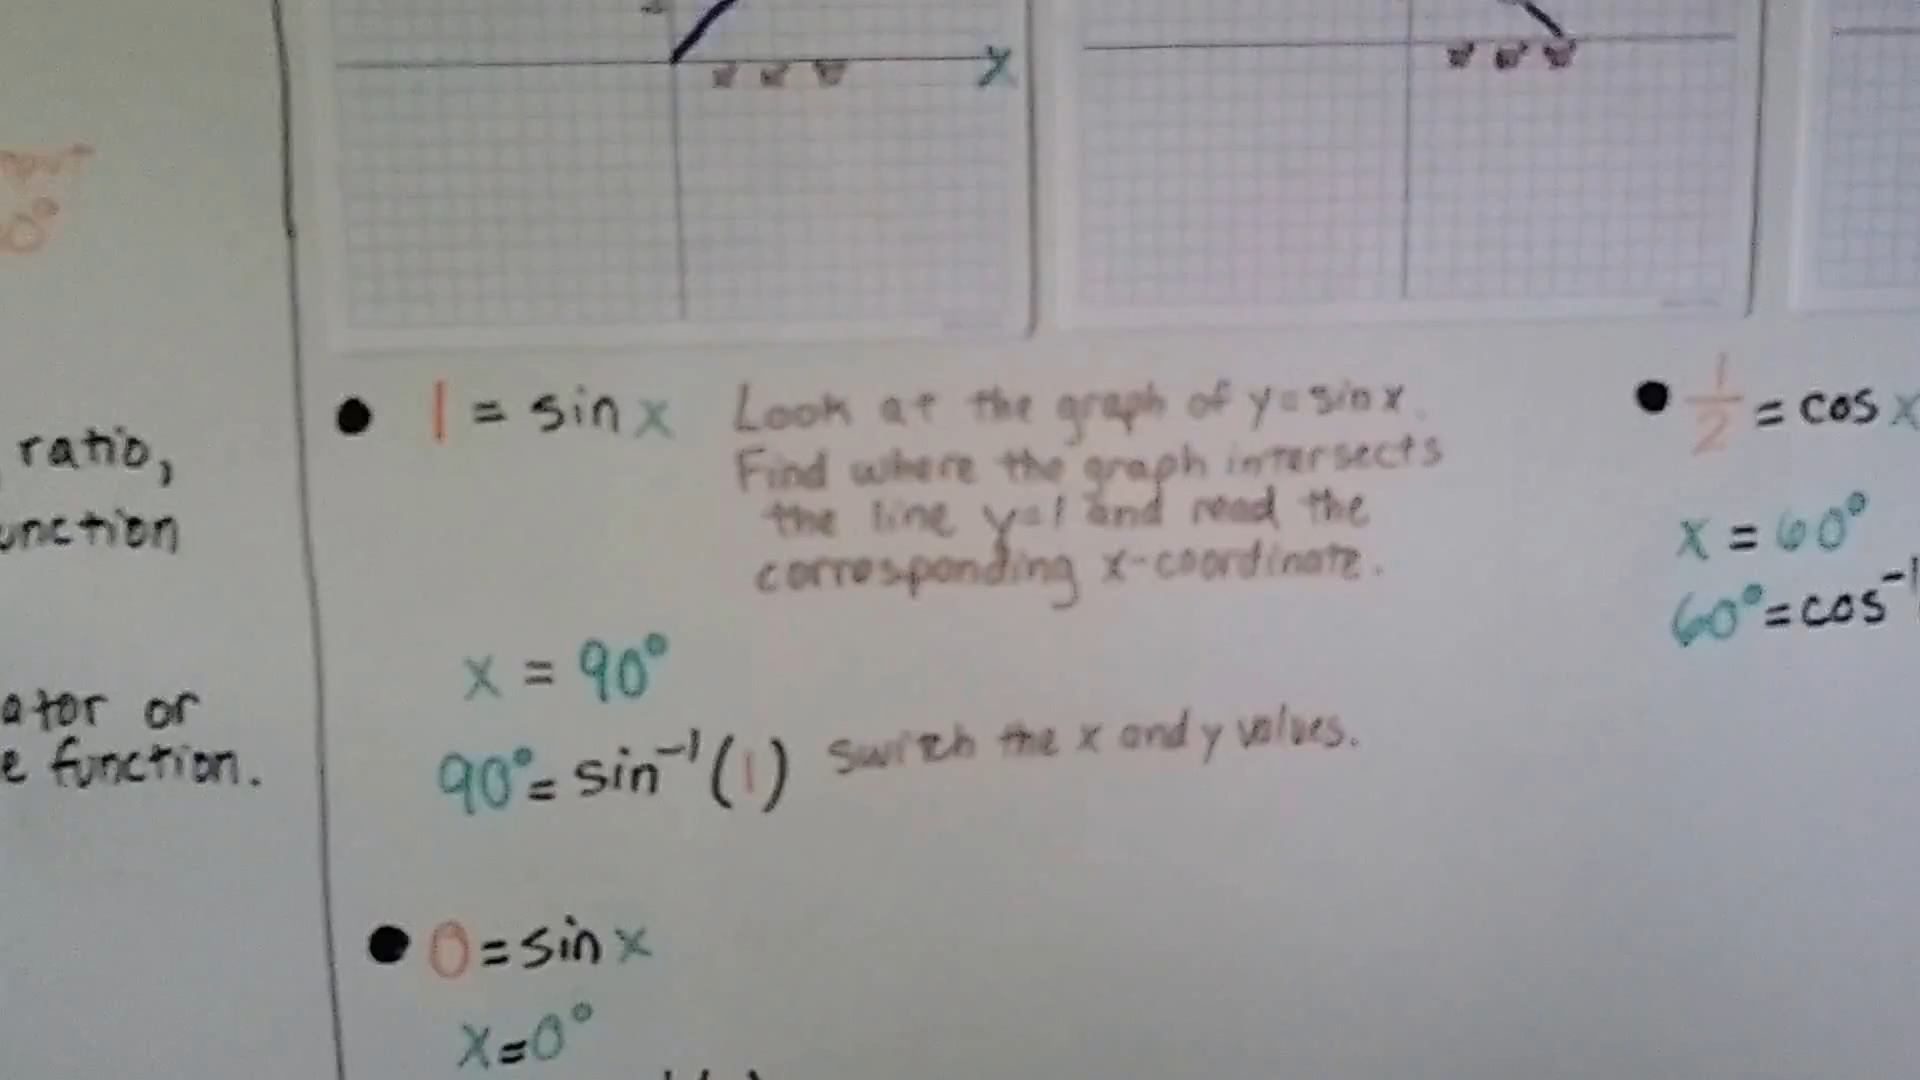 x
0°
ratio,
unction
ator or
e function.
1 = sin x
Look at the graph of y=sin x.
Find where the graph intersects
the line y=1 and read the
corresponding x-coordinate.
x = 90°
90° = sin⁻¹(1) Switch the x and y values.
0 = sin x
x = 0°
1/2 = cos x
x = 60°
60° = cos⁻¹